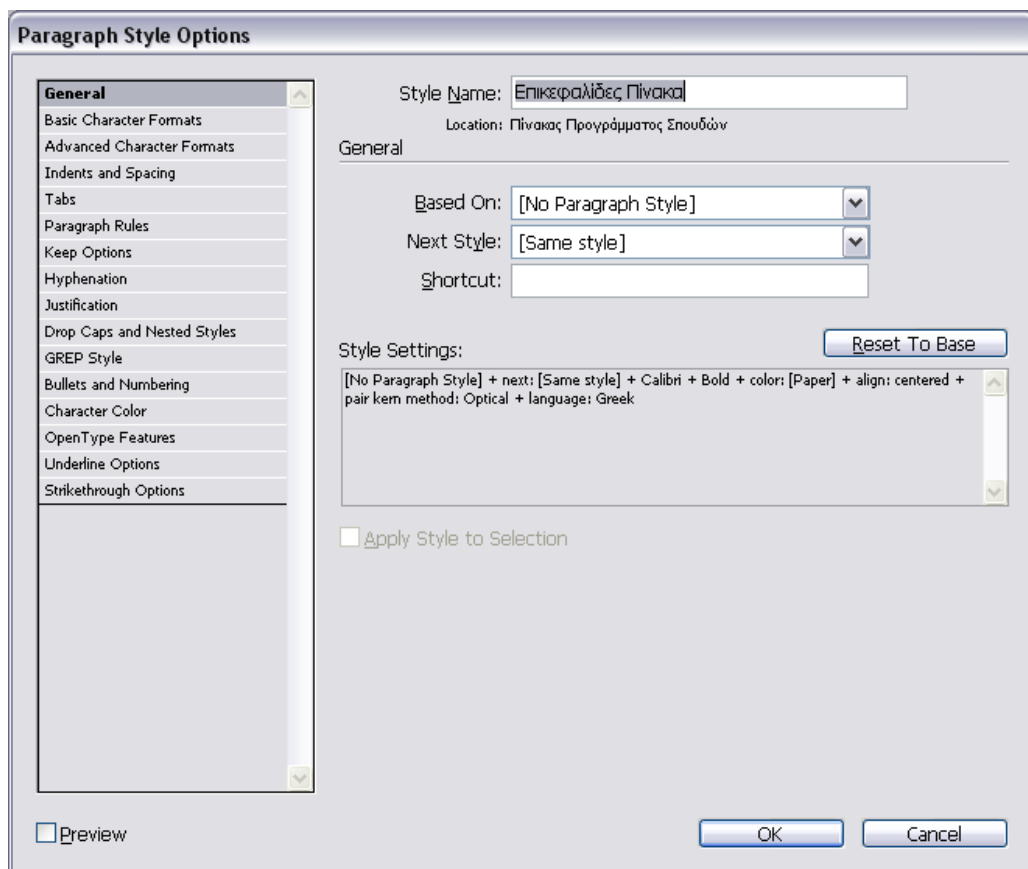 Paragraph Style Options
General
Basic Character Formats
Advanced Character Formats
Indents and Spacing
Tabs
Paragraph Rules
Keep Options
Hyphenation
Justification
Drop Caps and Nested Styles
GREP Style
Bullets and Numbering
Character Color
OpenType Features
Underline Options
Strikethrough Options
Style Name: Επικεφαλίδες Πίνακα
Location: Πίνακας Προγράμματος Σπουδών
General
Based On: [No Paragraph Style]
Next Style: [Same style]
Shortcut:
Style Settings:
Reset To Base
[No Paragraph Style] + next: [Same style] + Calibri + Bold + color: [Paper] + align: centered +
pair kern method: Optical + language: Greek
Apply Style to Selection
Preview
OK
Cancel